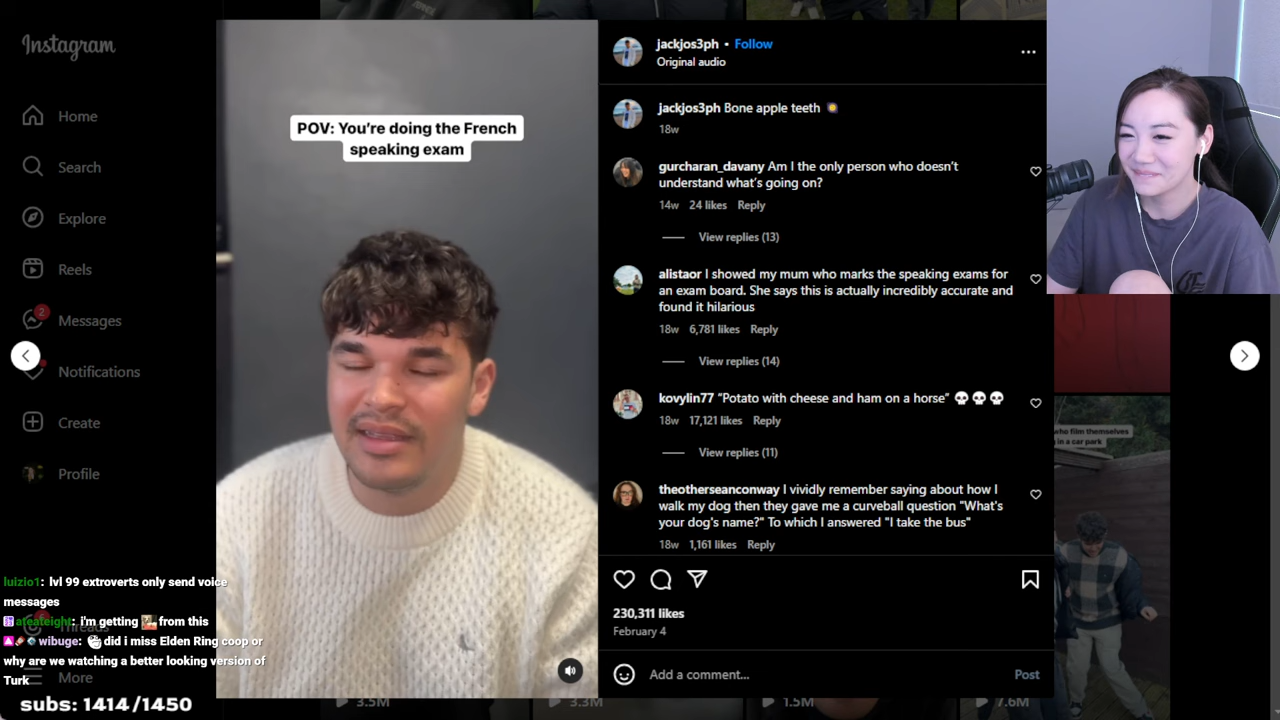 Instagram
Home
Search
Explore
Reels
2
Messages
Notifications
Create
Profile
Threads
More
POV: You're doing the French
speaking exam
jackjos3ph • Follow
Original audio
jackjos3ph Bone apple teeth
18w
gurcharan_davany Am I the only person who doesn't
understand what's going on?
14w 24 likes Reply
View replies (13)
alistaor I showed my mum who marks the speaking exams for
an exam board. She says this is actually incredibly accurate and
found it hilarious
18w 6,781 likes Reply
View replies (14)
kovylin77 "Potato with cheese and ham on a horse" 💀💀💀
18w 17,121 likes Reply
View replies (11)
theotherseanconway I vividly remember saying about how I
walk my dog then they gave me a curveball question "What's
your dog's name?" To which I answered "I take the bus"
18w 1,161 likes Reply
230,311 likes
February 4
Add a comment...
Post
who film themselves
in a car park
luizio1: lvl 99 extroverts only send voice
messages
ateateight: i'm getting from this
wibuge: did i miss Elden Ring coop or
why are we watching a better looking version of
Turk
subs: 1414/1450
3.5M
3.3M
1.5M
7.6M